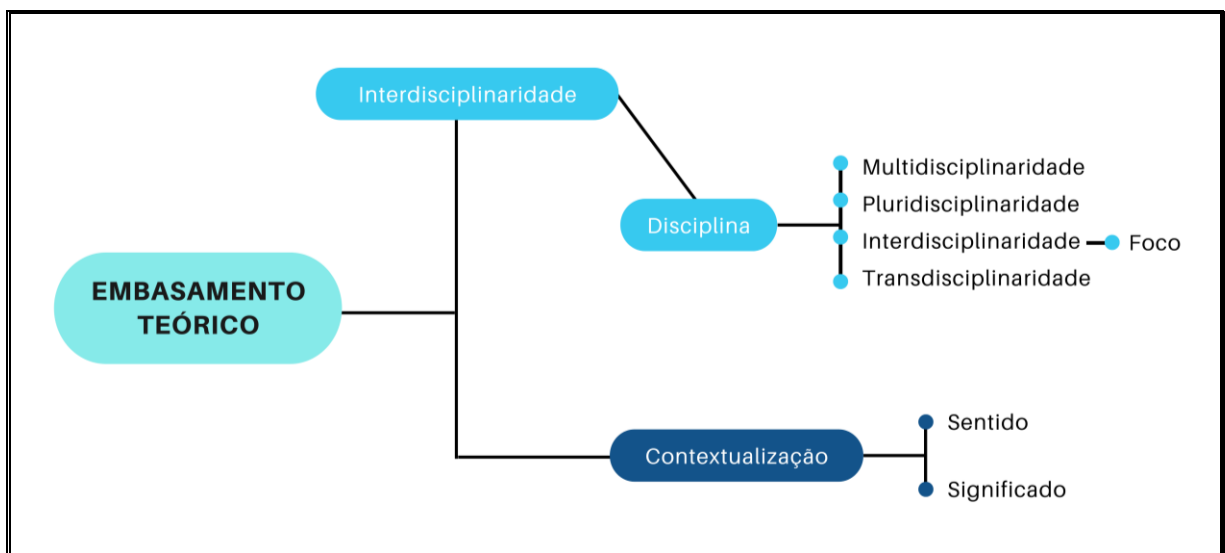 Interdisciplinaridade
Disciplina
Multidisciplinaridade
Pluridisciplinaridade
Interdisciplinaridade
Foco
Transdisciplinaridade
EMBASAMENTO
TEÓRICO
Contextualização
Sentido
Significado